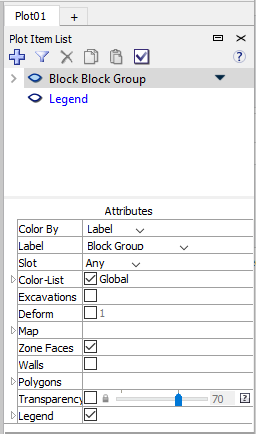 Plot01 +
Plot Item List
Block Block Group
Legend
Attributes
Color By Label
Label Block Group
Slot Any
Color-List Global
Excavations
Deform 1
Map
Zone Faces
Walls
Polygons
Transparency 70 ?
Legend